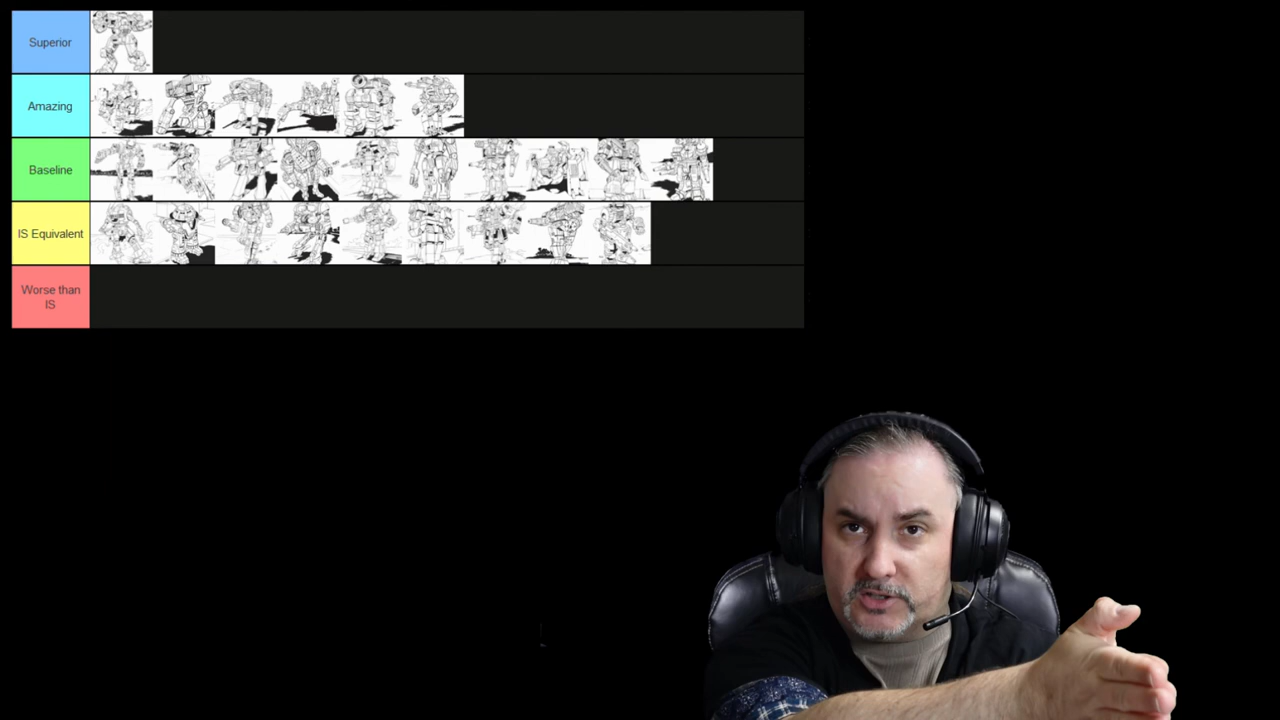 Superior
Amazing
Baseline
IS Equivalent
Worse than
IS